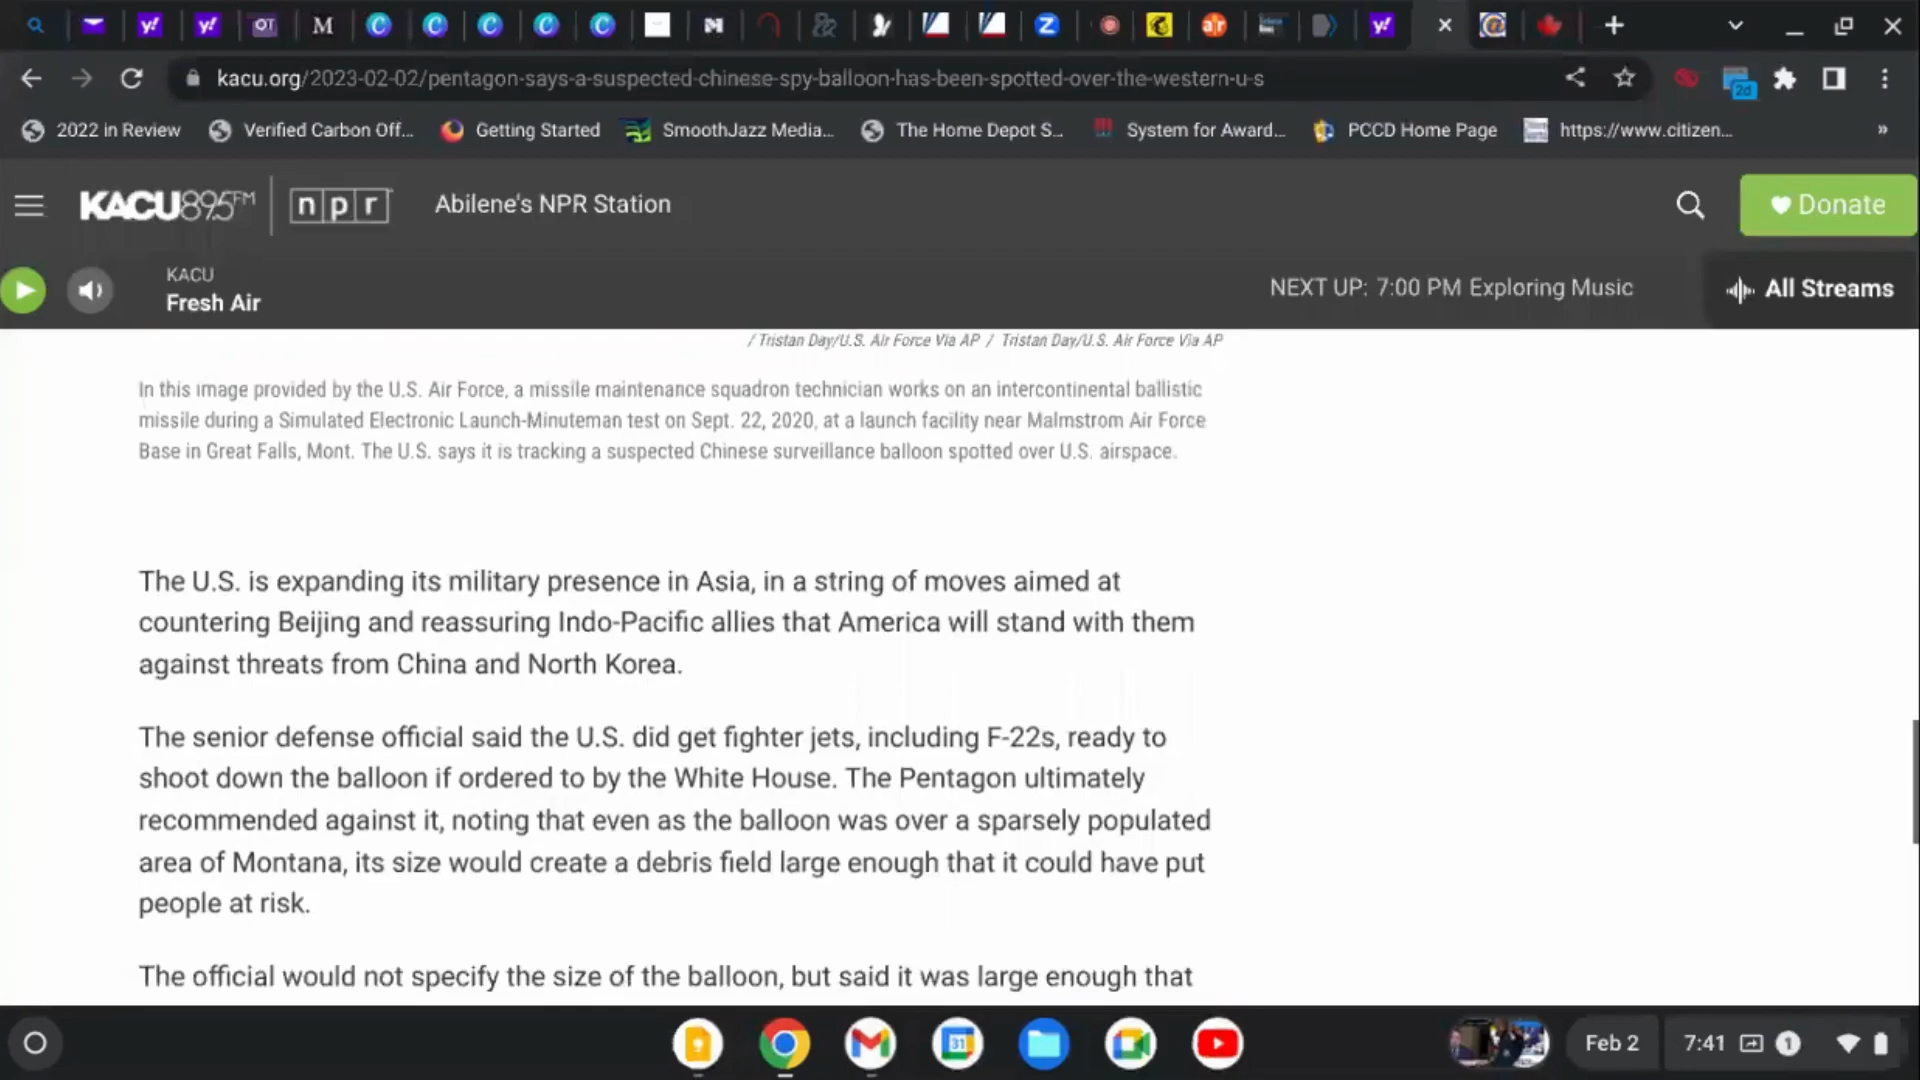 kacu.org/2023-02-02/pentagon-says-a-suspected-chinese-spy-balloon-has-been-spotted-over-the-western-u-s
2d
2022 in Review
Verified Carbon Off...
Getting Started
SmoothJazz Media...
The Home Depot S...
System for Award...
PCCD Home Page
https://www.citizen...
»
KACU89.5FM
npr
Abilene's NPR Station
Donate
KACU
Fresh Air
NEXT UP: 7:00 PM Exploring Music
All Streams
/ Tristan Day/U.S. Air Force Via AP / Tristan Day/U.S. Air Force Via AP
In this image provided by the U.S. Air Force, a missile maintenance squadron technician works on an intercontinental ballistic
missile during a Simulated Electronic Launch-Minuteman test on Sept. 22, 2020, at a launch facility near Malmstrom Air Force
Base in Great Falls, Mont. The U.S. says it is tracking a suspected Chinese surveillance balloon spotted over U.S. airspace.
The U.S. is expanding its military presence in Asia, in a string of moves aimed at
countering Beijing and reassuring Indo-Pacific allies that America will stand with them
against threats from China and North Korea.
The senior defense official said the U.S. did get fighter jets, including F-22s, ready to
shoot down the balloon if ordered to by the White House. The Pentagon ultimately
recommended against it, noting that even as the balloon was over a sparsely populated
area of Montana, its size would create a debris field large enough that it could have put
people at risk.
The official would not specify the size of the balloon, but said it was large enough that
31
Feb 2
7:41
1